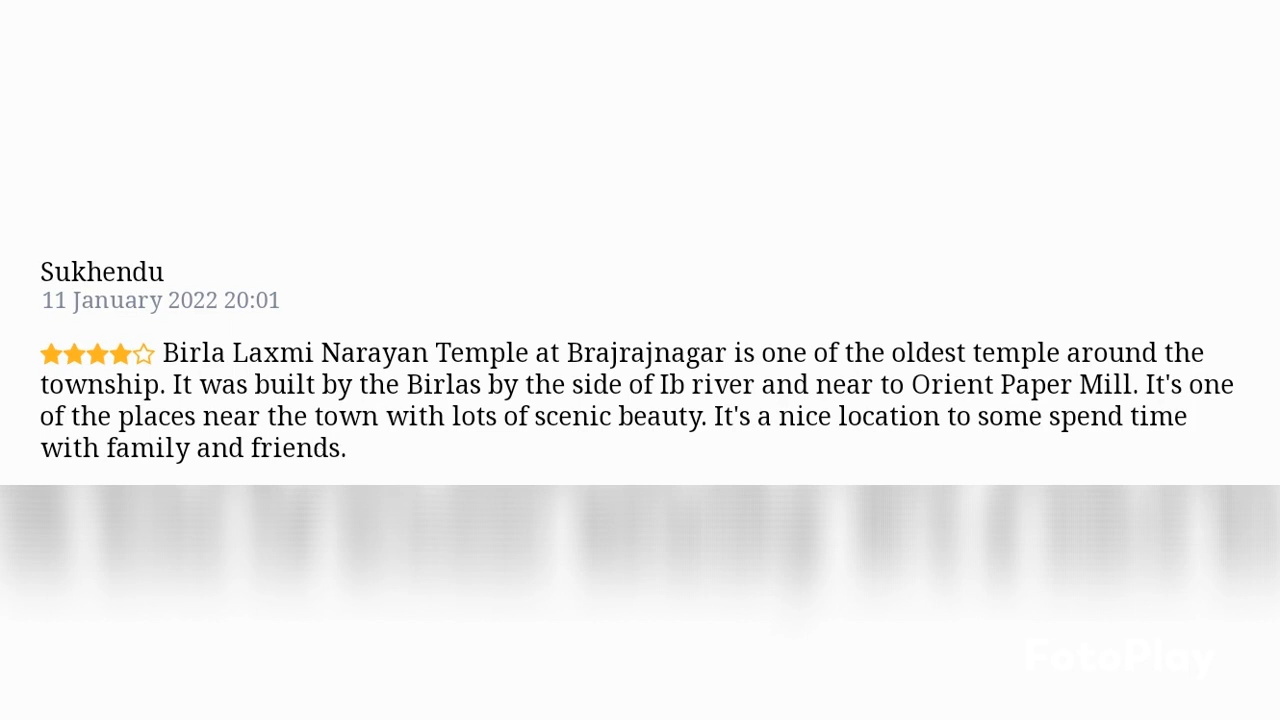 Sukhendu
11 January 2022 20:01
★★★★☆ Birla Laxmi Narayan Temple at Brajrajnagar is one of the oldest temple around the
township. It was built by the Birlas by the side of Ib river and near to Orient Paper Mill. It's one
of the places near the town with lots of scenic beauty. It's a nice location to some spend time
with family and friends.
FotoPlay